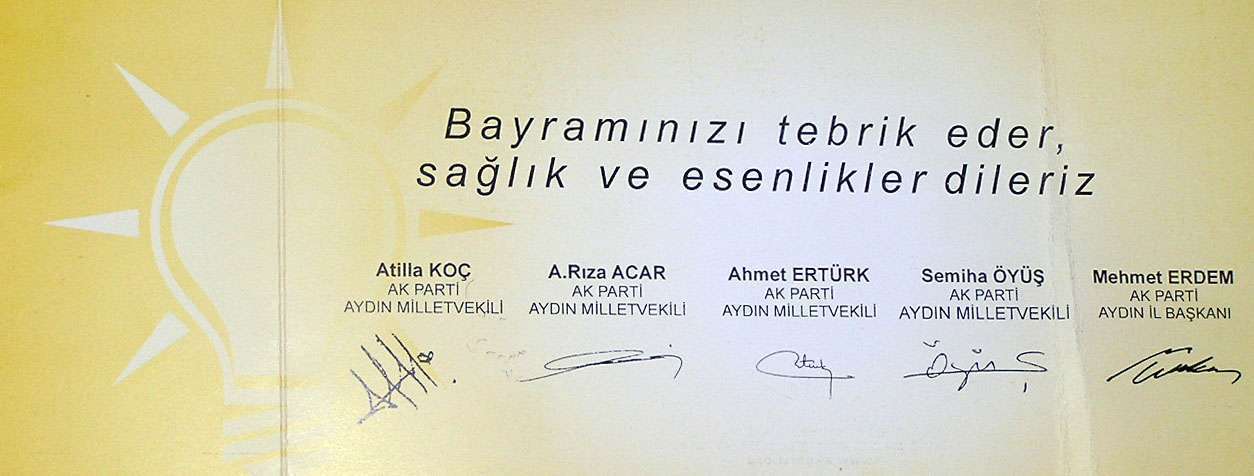 Bayramınızı tebrik eder,
sağlık ve esenlikler dileriz
Atilla KOÇ
AK PARTİ
AYDIN MİLLETVEKİLİ
A.Rıza ACAR
AK PARTİ
AYDIN MİLLETVEKİLİ
Ahmet ERTÜRK
AK PARTİ
AYDIN MİLLETVEKİLİ
Semiha ÖYÜŞ
AK PARTİ
AYDIN MİLLETVEKİLİ
Mehmet ERDEM
AK PARTİ
AYDIN İL BAŞKANI